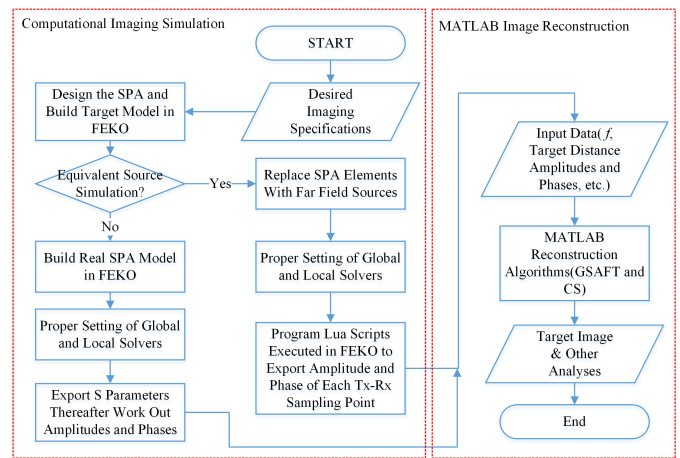 Computational Imaging Simulation
START
Desired
Imaging
Specifications
Design the SPA and
Build Target Model in
FEKO
Equivalent Source
Simulation?
Yes
No
Replace SPA Elements
With Far Field Sources
Build Real SPA Model
in FEKO
Proper Setting of Global
and Local Solvers
Proper Setting of Global
and Local Solvers
Program Lua Scripts
Executed in FEKO to
Export Amplitude and
Phase of Each Tx-Rx
Sampling Point
Export S Parameters
Thereafter Work Out
Amplitudes and Phases
MATLAB Image Reconstruction
Input Data( f,
Target Distance
Amplitudes and
Phases, etc.)
MATLAB
Reconstruction
Algorithms(GSAFT and
CS)
Target Image
& Other
Analyses
End